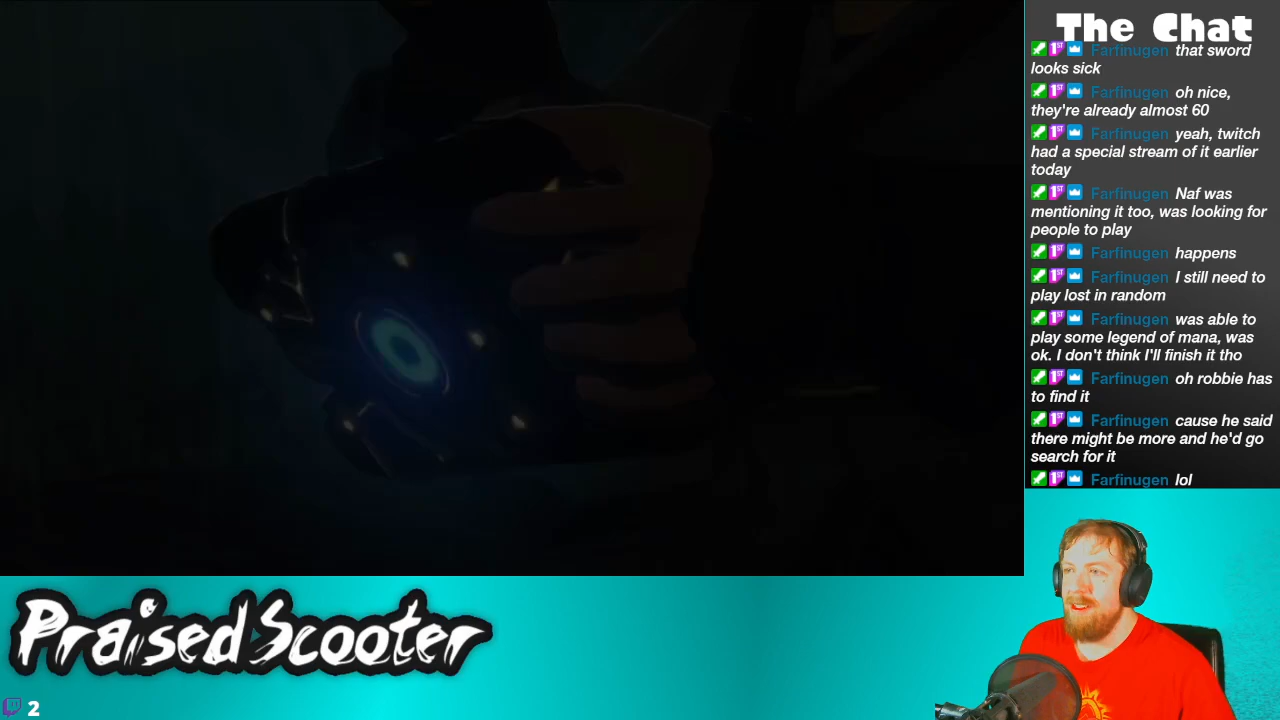 The Chat
Farfinugen that sword
looks sick
Farfinugen oh nice,
they're already almost 60
Farfinugen yeah, twitch
had a special stream of it earlier
today
Farfinugen Naf was
mentioning it too, was looking for
people to play
Farfinugen happens
Farfinugen I still need to
play lost in random
Farfinugen was able to
play some legend of mana, was
ok. I don't think I'll finish it tho
Farfinugen oh robbie has
to find it
Farfinugen cause he said
there might be more and he'd go
search for it
Farfinugen lol
PraisedScooter
2